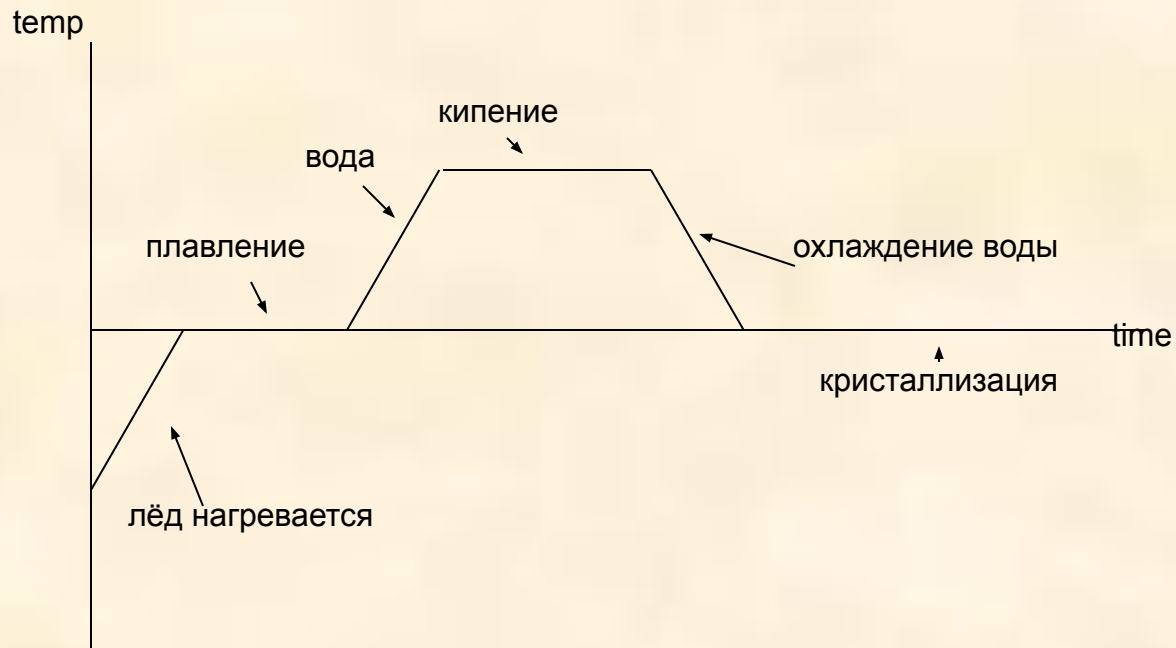 temp
кипение
вода
плавление
охлаждение воды
time
кристаллизация
лёд нагревается